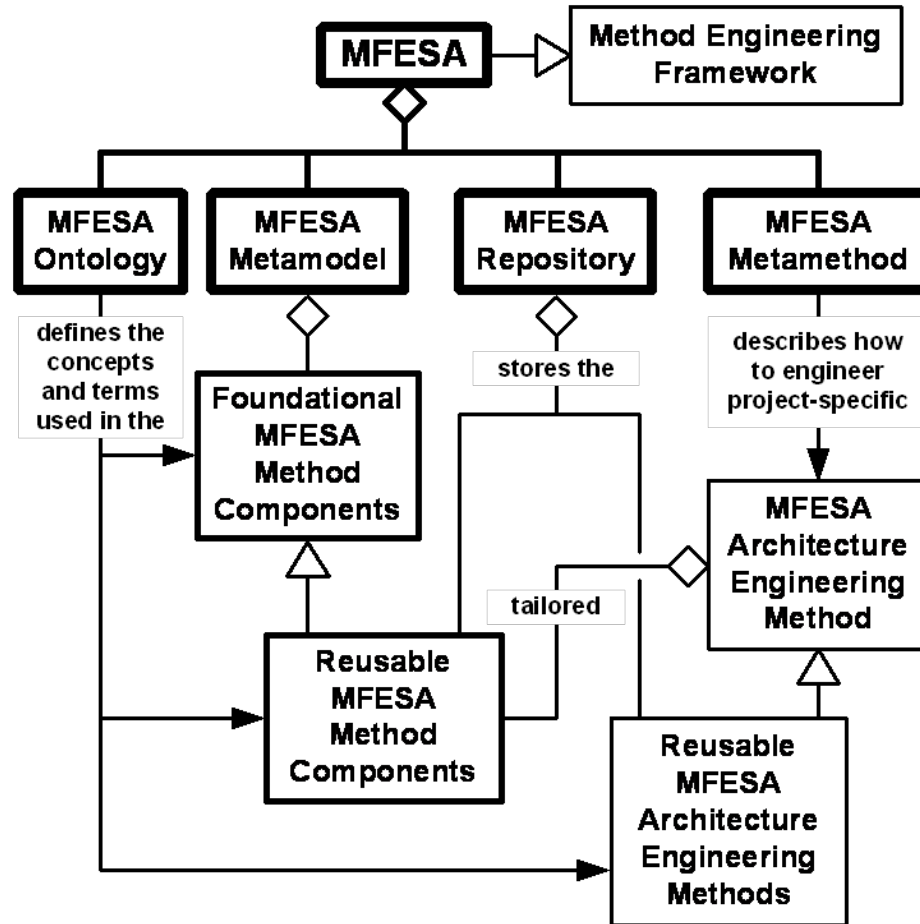 MFESA
Method Engineering
Framework
MFESA
Ontology
MFESA
Metamodel
MFESA
Repository
MFESA
Metamethod
defines the
concepts
and terms
used in the
stores the
describes how
to engineer
project-specific
Foundational
MFESA
Method
Components
MFESA
Architecture
Engineering
Method
tailored
Reusable
MFESA
Method
Components
Reusable
MFESA
Architecture
Engineering
Methods